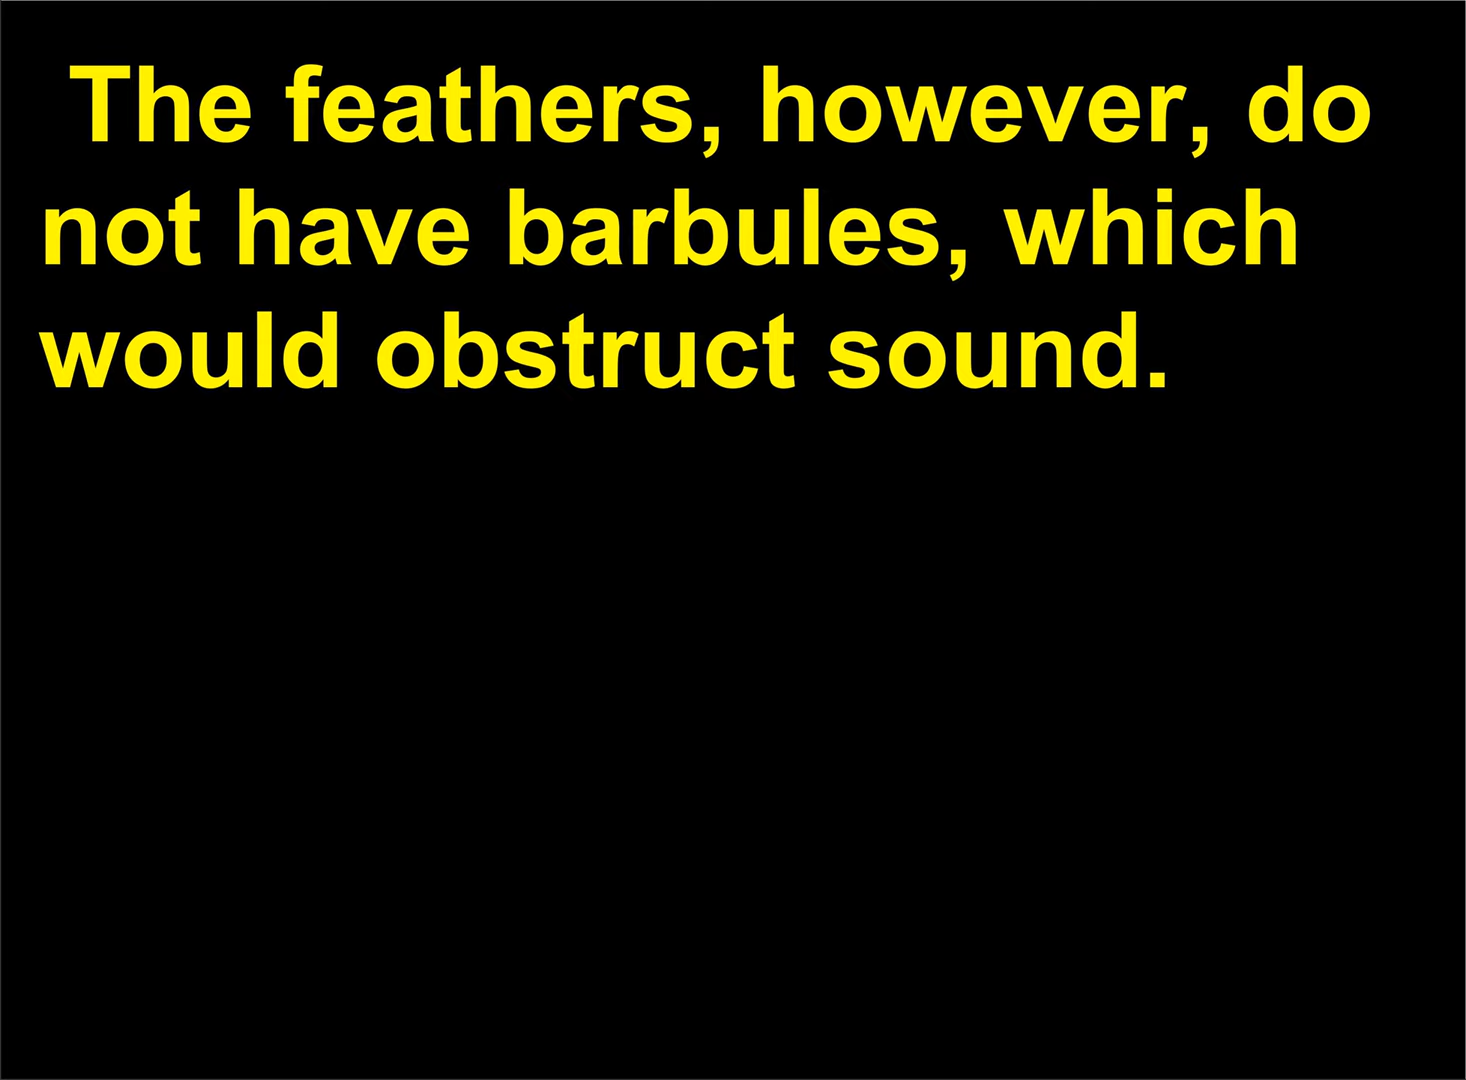 The feathers, however, do
not have barbules, which
would obstruct sound.